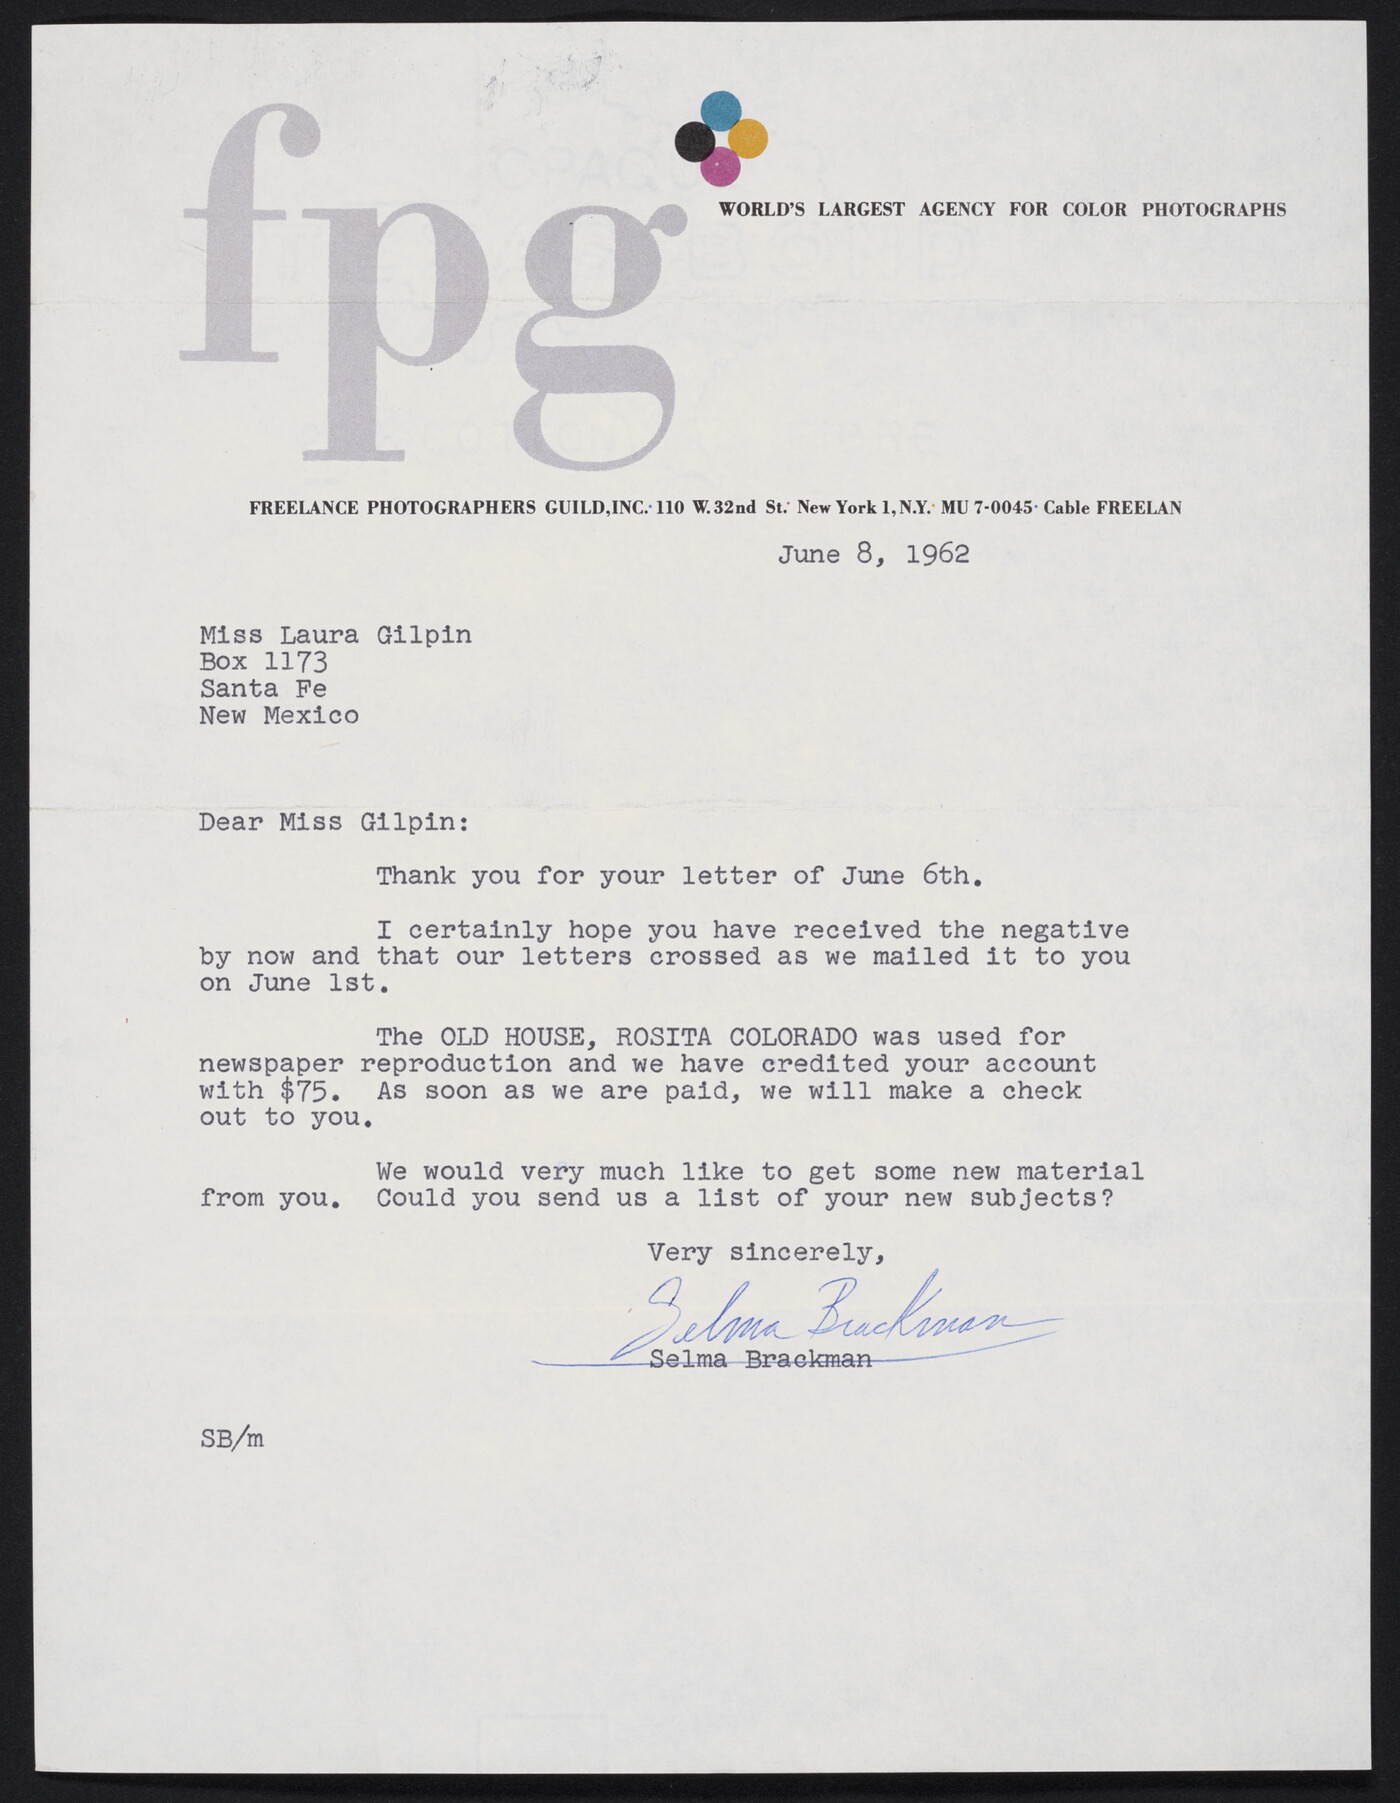 fpg
WORLD'S LARGEST AGENCY FOR COLOR PHOTOGRAPHS
FREELANCE PHOTOGRAPHERS GUILD, INC. · 110 W. 32nd St. · New York 1, N.Y. · MU 7-0045 · Cable FREELAN
June 8, 1962
Miss Laura Gilpin
Box 1173
Santa Fe
New Mexico
Dear Miss Gilpin:
Thank you for your letter of June 6th.
I certainly hope you have received the negative
by now and that our letters crossed as we mailed it to you
on June 1st.
The OLD HOUSE, ROSITA COLORADO was used for
newspaper reproduction and we have credited your account
with $75. As soon as we are paid, we will make a check
out to you.
We would very much like to get some new material
from you. Could you send us a list of your new subjects?
Very sincerely,
Selma Brackman
Selma Brackman
SB/m